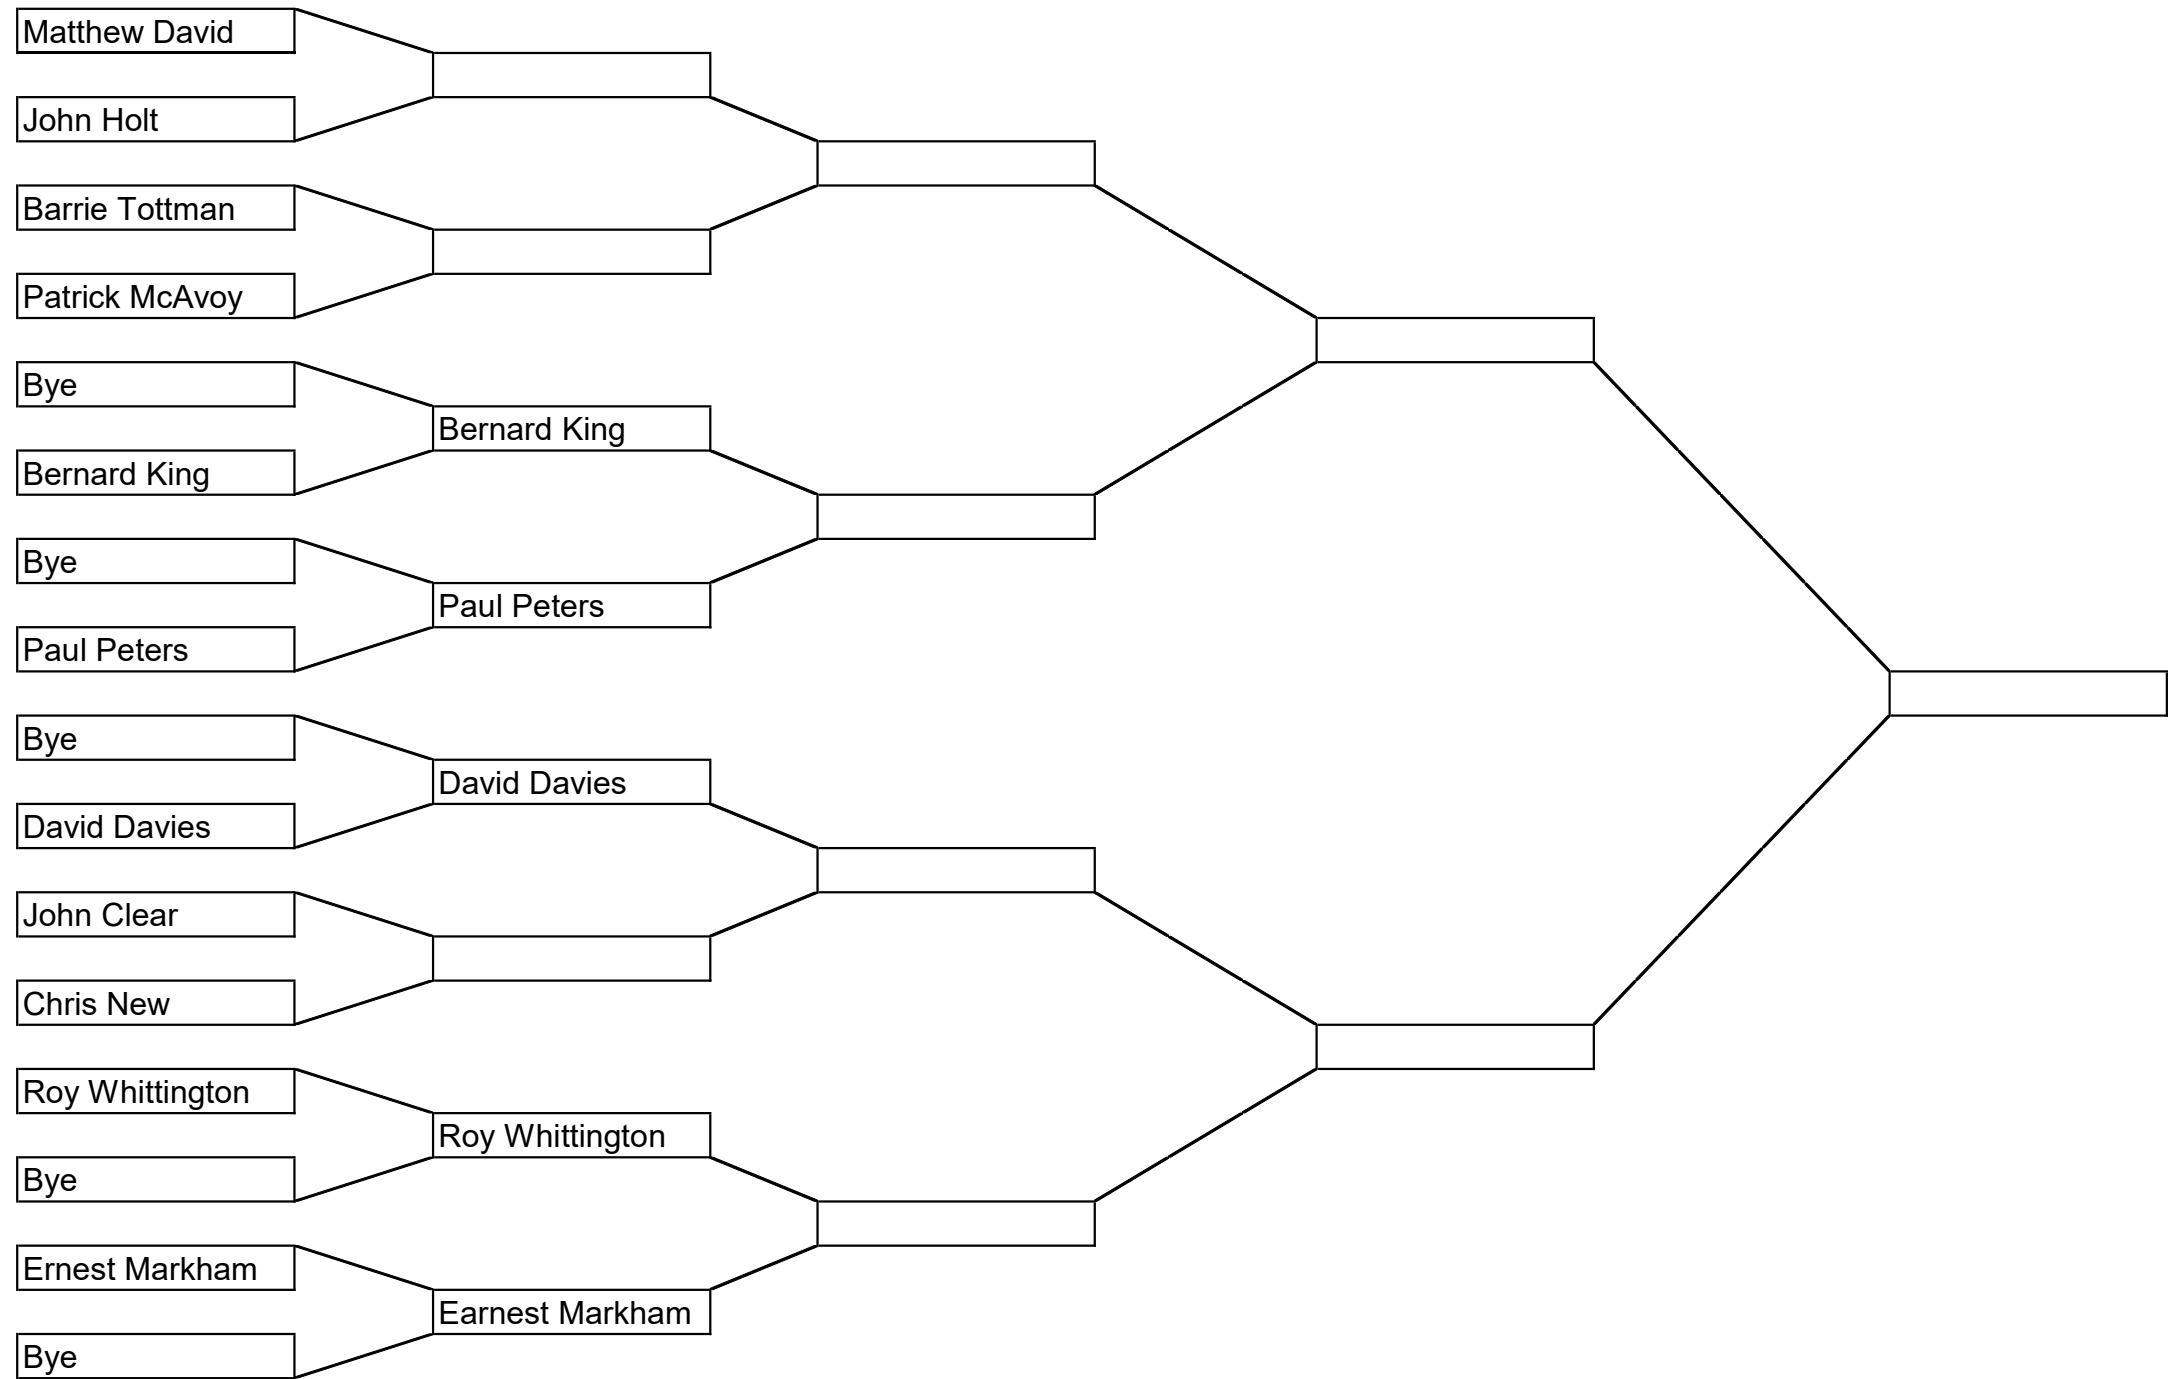 Matthew David
John Holt
Barrie Tottman
Patrick McAvoy
Bye
Bernard King
Bernard King
Bye
Paul Peters
Paul Peters
Bye
David Davies
David Davies
John Clear
Chris New
Roy Whittington
Roy Whittington
Bye
Ernest Markham
Earnest Markham
Bye